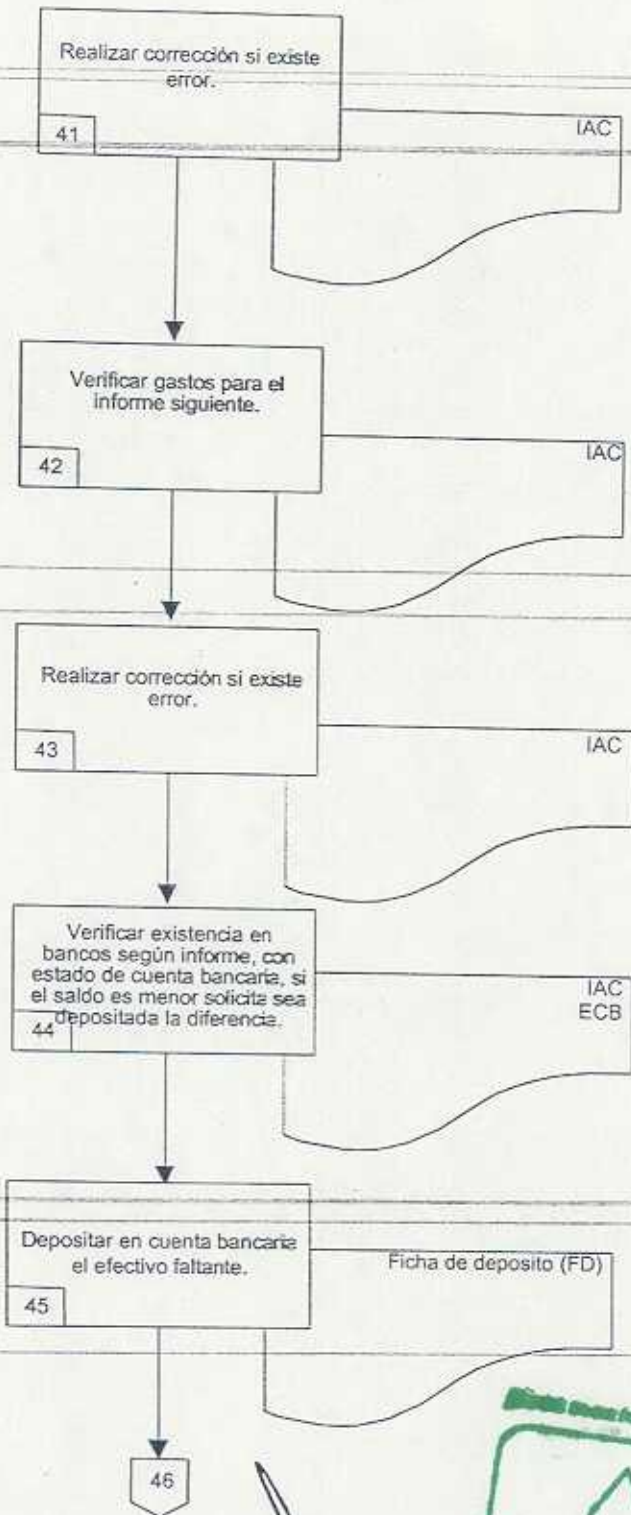 Realizar corrección si existe
error.
41
IAC
Verificar gastos para el
informe siguiente.
42
IAC
Realizar corrección si existe
error.
43
IAC
Verificar existencia en
bancos según informe, con
estado de cuenta bancaria, si
el saldo es menor solicita sea
depositada la diferencia.
44
IAC
ECB
Depositar en cuenta bancaria
el efectivo faltante.
45
Ficha de deposito (FD)
46